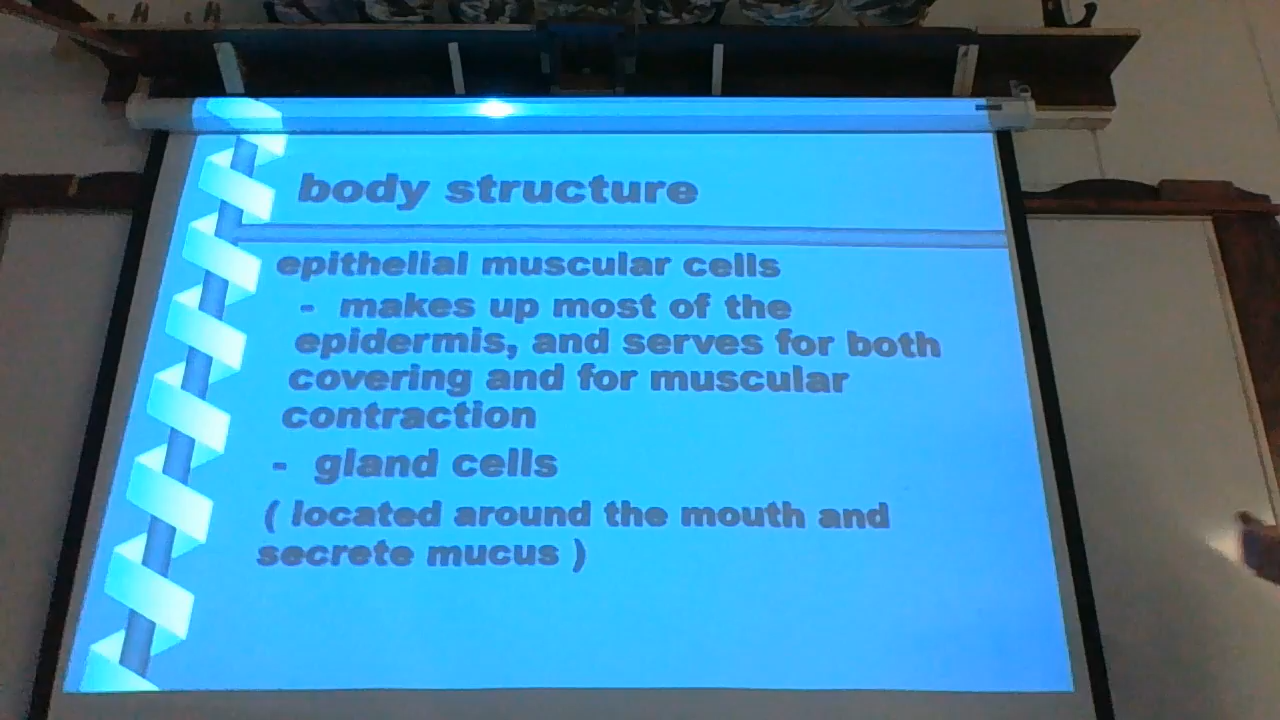 body structure
epithelial muscular cells
- makes up most of the
epidermis, and serves for both
covering and for muscular
contraction
- gland cells
( located around the mouth and
secrete mucus )